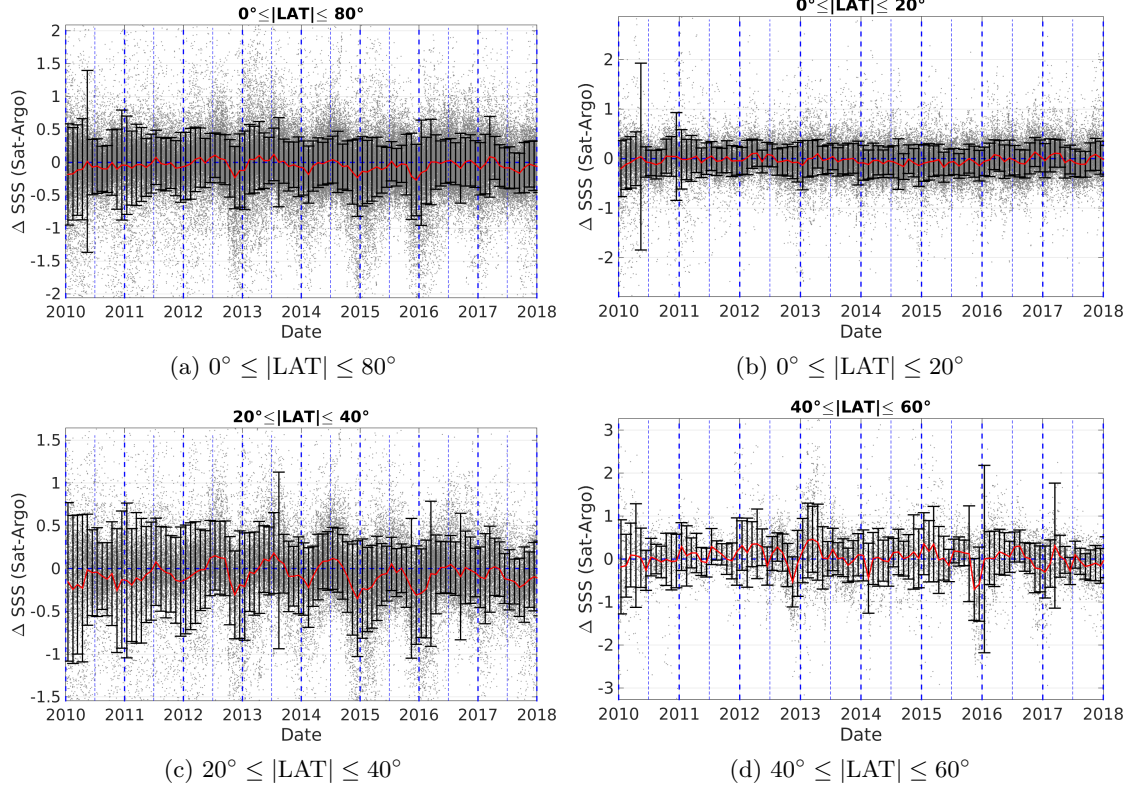 0°≤|LAT|≤ 80°
2
1.5
1
0.5
0
-0.5
-1
-1.5
-2
Δ SSS (Sat-Argo)
2010 2011 2012 2013 2014 2015 2016 2017 2018
Date
(a) 0° ≤ |LAT| ≤ 80°
0°≤|LAT|≤ 20°
2
1
0
-1
-2
Δ SSS (Sat-Argo)
2010 2011 2012 2013 2014 2015 2016 2017 2018
Date
(b) 0° ≤ |LAT| ≤ 20°
20°≤|LAT|≤ 40°
1.5
1
0.5
0
-0.5
-1
-1.5
Δ SSS (Sat-Argo)
2010 2011 2012 2013 2014 2015 2016 2017 2018
Date
(c) 20° ≤ |LAT| ≤ 40°
40°≤|LAT|≤ 60°
3
2
1
0
-1
-2
-3
Δ SSS (Sat-Argo)
2010 2011 2012 2013 2014 2015 2016 2017 2018
Date
(d) 40° ≤ |LAT| ≤ 60°